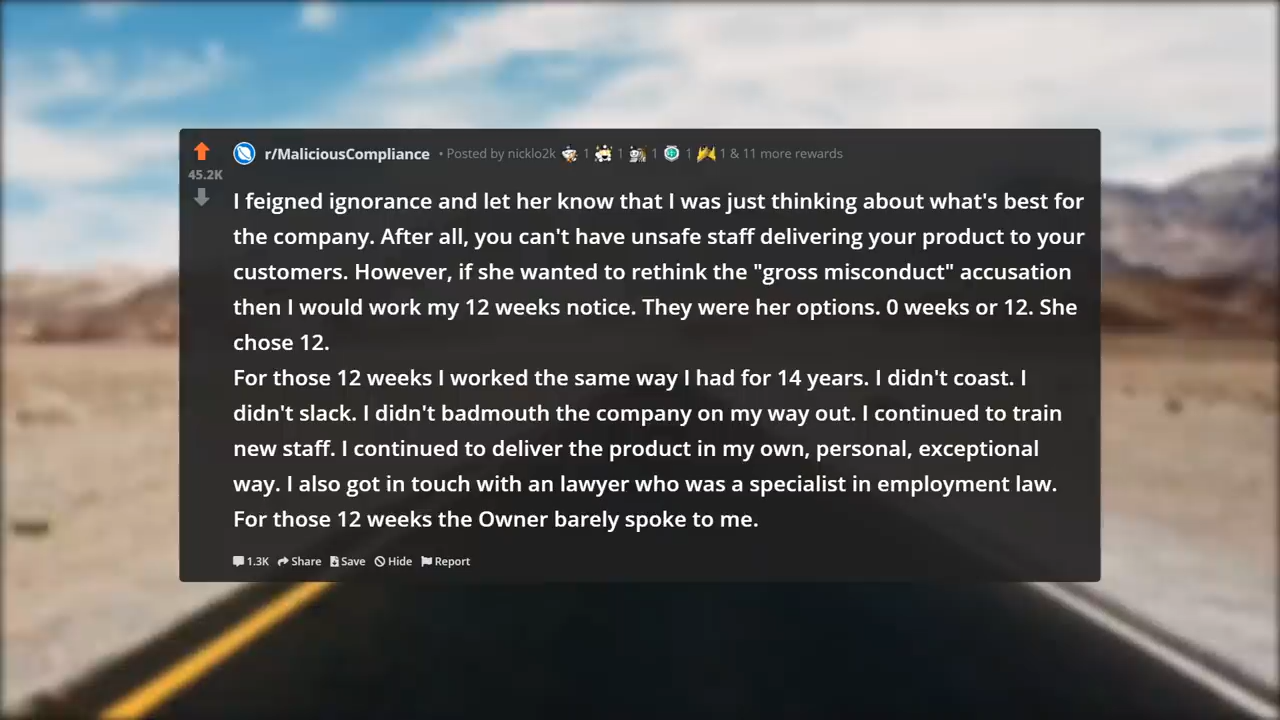 r/MaliciousCompliance • Posted by nicklo2k 1 1 1 1 1 & 11 more rewards
45.2K
I feigned ignorance and let her know that I was just thinking about what's best for
the company. After all, you can't have unsafe staff delivering your product to your
customers. However, if she wanted to rethink the "gross misconduct" accusation
then I would work my 12 weeks notice. They were her options. 0 weeks or 12. She
chose 12.
For those 12 weeks I worked the same way I had for 14 years. I didn't coast. I
didn't slack. I didn't badmouth the company on my way out. I continued to train
new staff. I continued to deliver the product in my own, personal, exceptional
way. I also got in touch with an lawyer who was a specialist in employment law.
For those 12 weeks the Owner barely spoke to me.
1.3K Share Save Hide Report